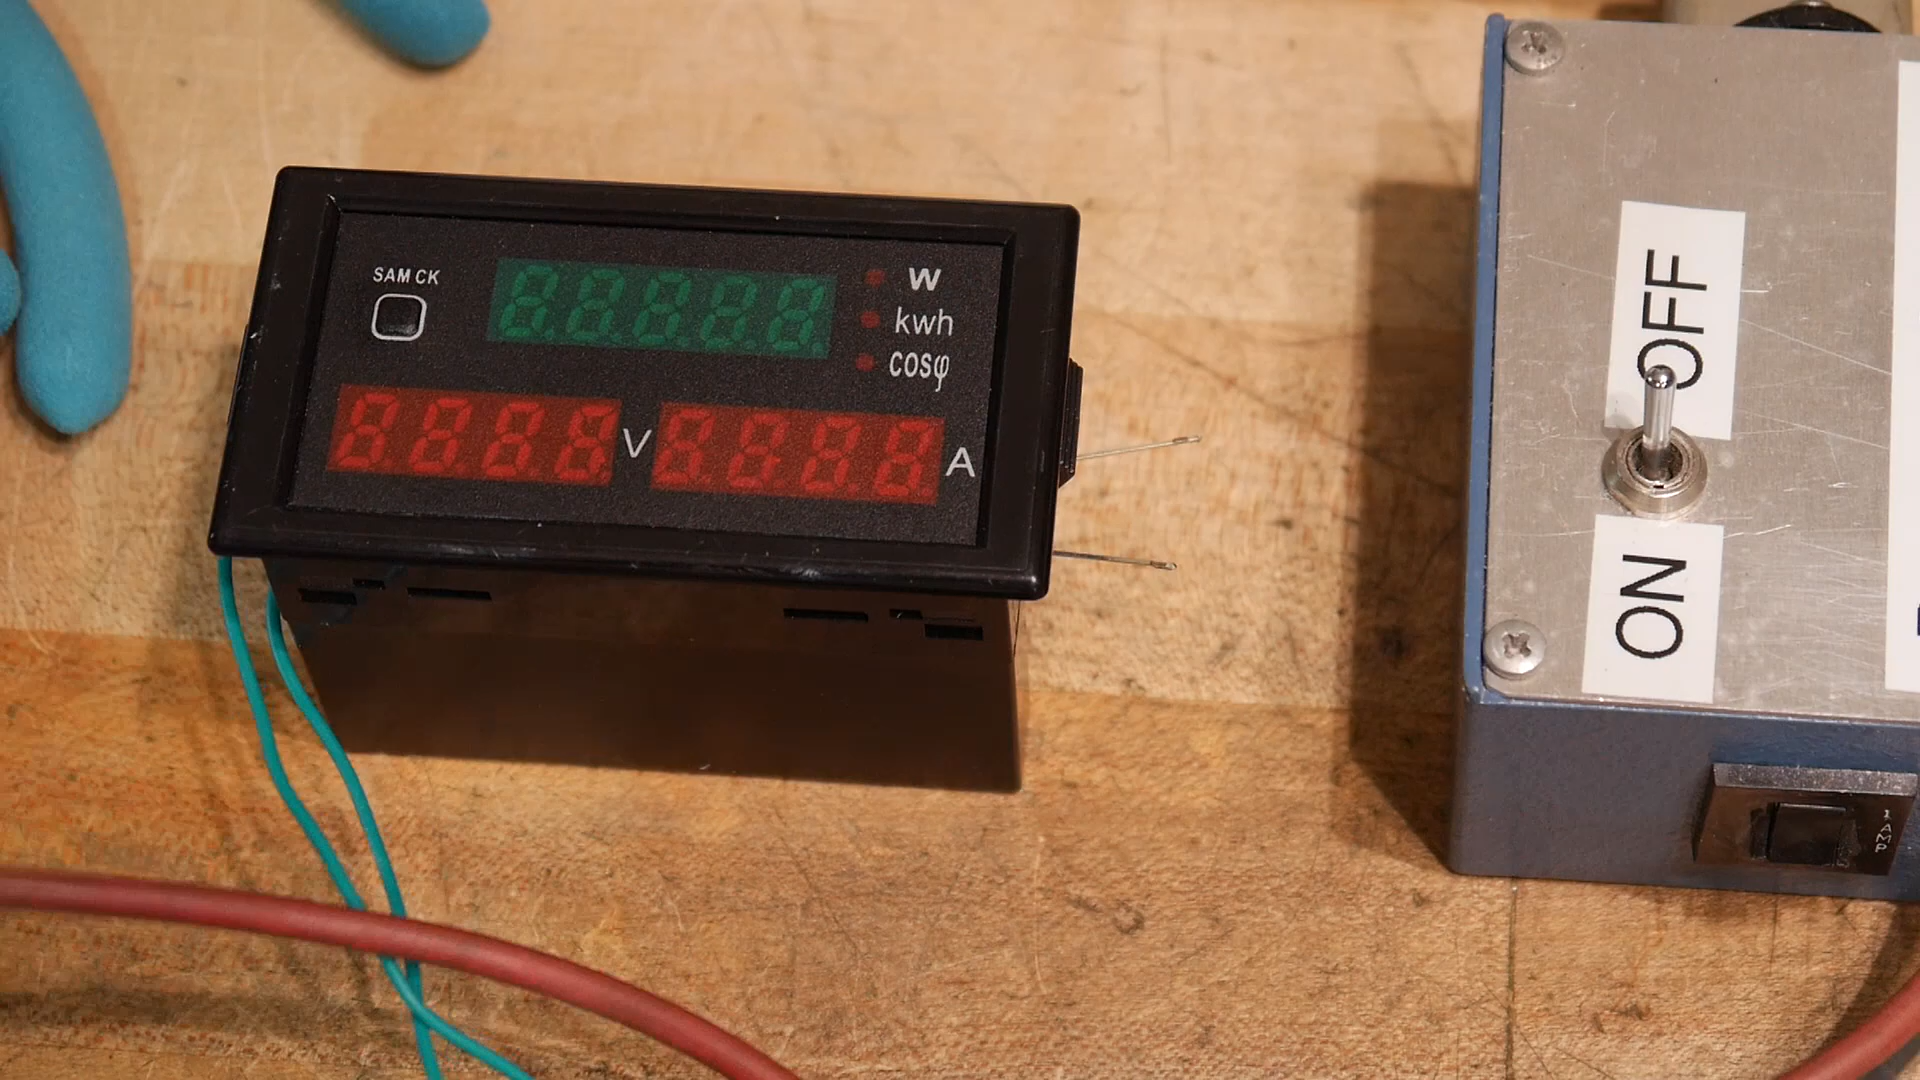 SAM CK
W
kwh
cosφ
V
A
OFF
ON
1 AMP